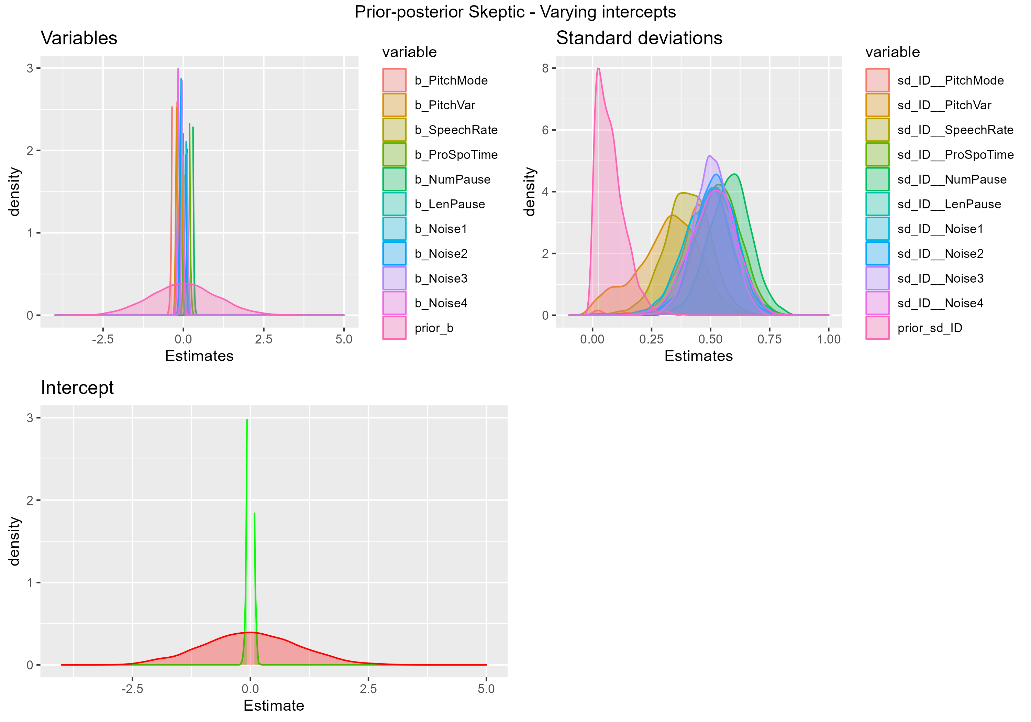 Prior-posterior Skeptic - Varying intercepts
Variables
density
3
2
1
0
-2.5
0.0
2.5
5.0
Estimates
variable
b_PitchMode
b_PitchVar
b_SpeechRate
b_ProSpoTime
b_NumPause
b_LenPause
b_Noise1
b_Noise2
b_Noise3
b_Noise4
prior_b
Standard deviations
density
8
6
4
2
0
0.00
0.25
0.50
0.75
1.00
Estimates
variable
sd_ID__PitchMode
sd_ID__PitchVar
sd_ID__SpeechRate
sd_ID__ProSpoTime
sd_ID__NumPause
sd_ID__LenPause
sd_ID__Noise1
sd_ID__Noise2
sd_ID__Noise3
sd_ID__Noise4
prior_sd_ID
Intercept
density
3
2
1
0
-2.5
0.0
2.5
5.0
Estimate